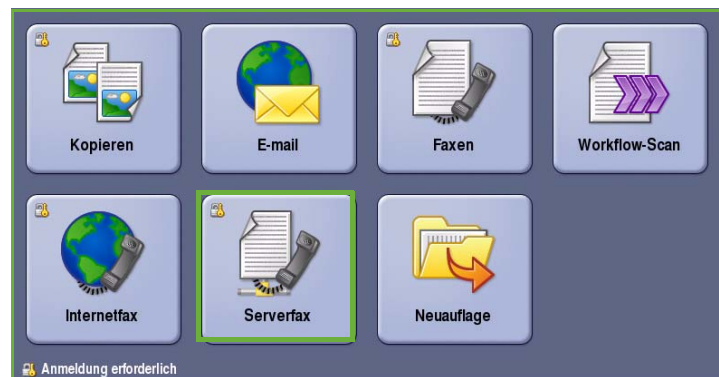 Kopieren
E-mail
Faxen
Workflow-Scan
Internetfax
Serverfax
Neuauflage
Anmeldung erforderlich